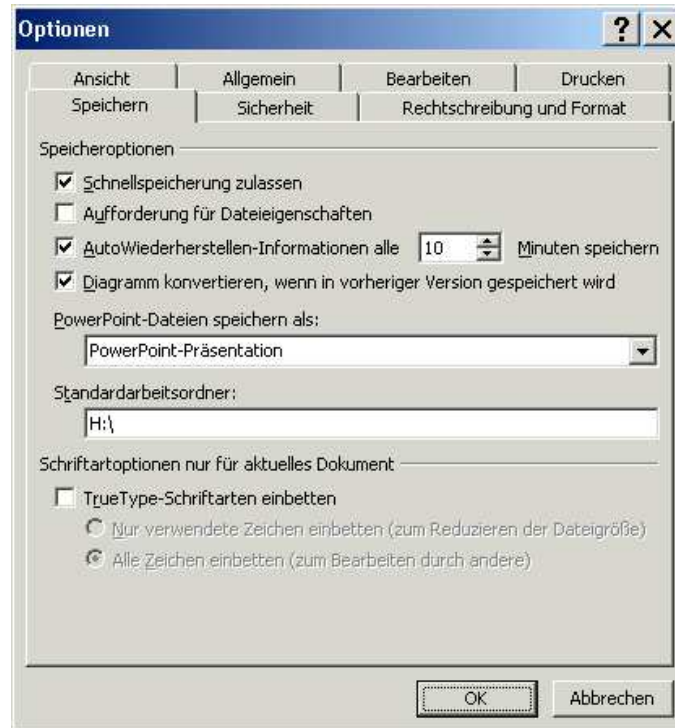 Optionen
Ansicht Allgemein Bearbeiten Drucken
Speichern Sicherheit Rechtschreibung und Format
Speicheroptionen
Schnellspeicherung zulassen
Aufforderung für Dateieigenschaften
AutoWiederherstellen-Informationen alle 10 Minuten speichern
Diagramm konvertieren, wenn in vorheriger Version gespeichert wird
PowerPoint-Dateien speichern als:
PowerPoint-Präsentation
Standardarbeitsordner:
H:\
Schriftartoptionen nur für aktuelles Dokument
TrueType-Schriftarten einbetten
Nur verwendete Zeichen einbetten (zum Reduzieren der Dateigröße)
Alle Zeichen einbetten (zum Bearbeiten durch andere)
OK Abbrechen